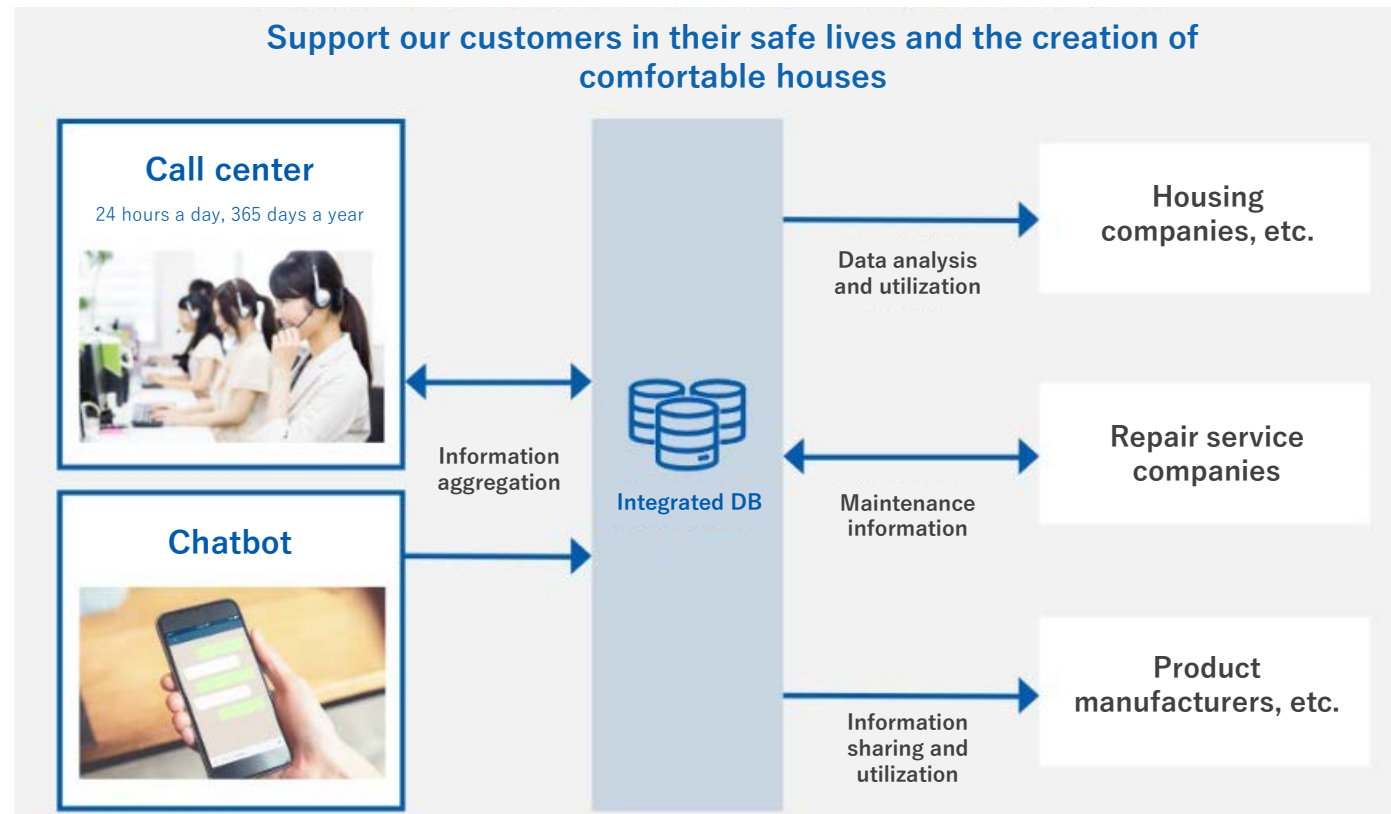 Support our customers in their safe lives and the creation of
comfortable houses
Call center
24 hours a day, 365 days a year
Chatbot
Information
aggregation
Integrated DB
Data analysis
and utilization
Maintenance
information
Information
sharing and
utilization
Housing
companies, etc.
Repair service
companies
Product
manufacturers, etc.